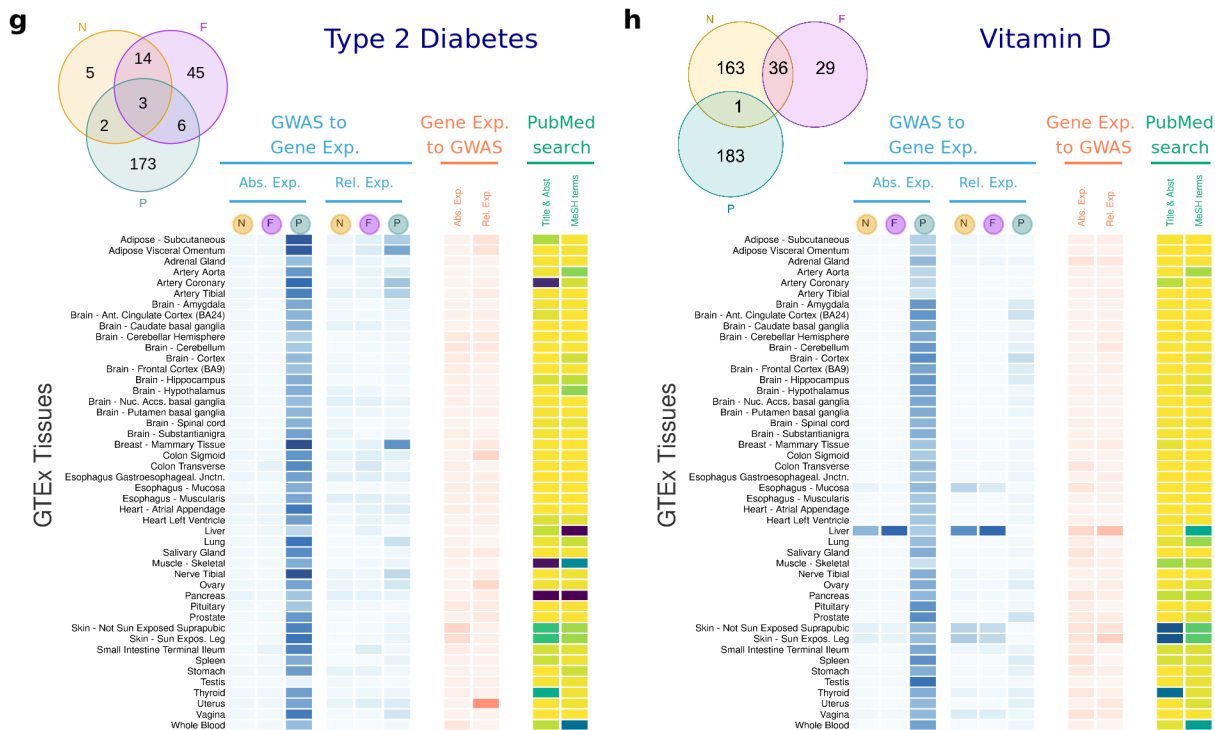 g
Type 2 Diabetes
N
F
5
14
45
3
2
6
173
P
GWAS to
Gene Exp.
Gene Exp.
to GWAS
PubMed
search
Abs. Exp.
Rel. Exp.
Abs. Exp.
Rel. Exp.
Title & Abst
MeSH terms
N F P N F P
GTEx Tissues
Adipose - Subcutaneous
Adipose Visceral Omentum
Adrenal Gland
Artery Aorta
Artery Coronary
Artery Tibial
Brain - Amygdala
Brain - Ant. Cingulate Cortex (BA24)
Brain - Caudate basal ganglia
Brain - Cerebellar Hemisphere
Brain - Cerebellum
Brain - Cortex
Brain - Frontal Cortex (BA9)
Brain - Hippocampus
Brain - Hypothalamus
Brain - Nuc. Accs. basal ganglia
Brain - Putamen basal ganglia
Brain - Spinal cord
Brain - Substantianigra
Breast - Mammary Tissue
Colon Sigmoid
Colon Transverse
Esophagus Gastroesophageal. Jnctn.
Esophagus - Mucosa
Esophagus - Muscularis
Heart - Atrial Appendage
Heart Left Ventricle
Liver
Lung
Salivary Gland
Muscle - Skeletal
Nerve Tibial
Ovary
Pancreas
Pituitary
Prostate
Skin - Not Sun Exposed Suprapubic
Skin - Sun Expos. Leg
Small Intestine Terminal Ileum
Spleen
Stomach
Testis
Thyroid
Uterus
Vagina
Whole Blood
h
Vitamin D
N
F
163
36
29
1
183
P
GWAS to
Gene Exp.
Gene Exp.
to GWAS
PubMed
search
Abs. Exp.
Rel. Exp.
Abs. Exp.
Rel. Exp.
Title & Abst
MeSH terms
N F P N F P
GTEx Tissues
Adipose - Subcutaneous
Adipose Visceral Omentum
Adrenal Gland
Artery Aorta
Artery Coronary
Artery Tibial
Brain - Amygdala
Brain - Ant. Cingulate Cortex (BA24)
Brain - Caudate basal ganglia
Brain - Cerebellar Hemisphere
Brain - Cerebellum
Brain - Cortex
Brain - Frontal Cortex (BA9)
Brain - Hippocampus
Brain - Hypothalamus
Brain - Nuc. Accs. basal ganglia
Brain - Putamen basal ganglia
Brain - Spinal cord
Brain - Substantianigra
Breast - Mammary Tissue
Colon Sigmoid
Colon Transverse
Esophagus Gastroesophageal. Jnctn.
Esophagus - Mucosa
Esophagus - Muscularis
Heart - Atrial Appendage
Heart Left Ventricle
Liver
Lung
Salivary Gland
Muscle - Skeletal
Nerve Tibial
Ovary
Pancreas
Pituitary
Prostate
Skin - Not Sun Exposed Suprapubic
Skin - Sun Expos. Leg
Small Intestine Terminal Ileum
Spleen
Stomach
Testis
Thyroid
Uterus
Vagina
Whole Blood